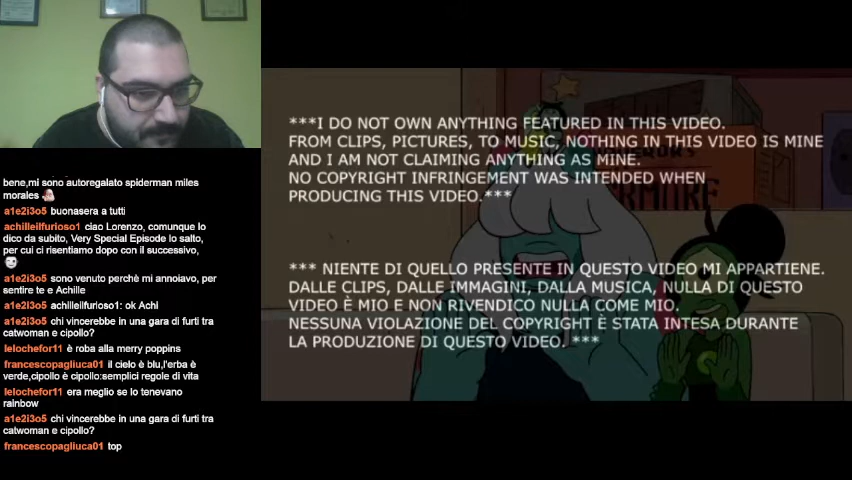 bene,mi sono autoregalato spiderman miles
morales
a1e2i3o5 buonasera a tutti
achilleilfurioso1 ciao Lorenzo, comunque lo
dico da subito, Very Special Episode lo salto,
per cui ci risentiamo dopo con il successivo,
a1e2i3o5 sono venuto perchè mi annoiavo, per
sentire te e Achille
a1e2i3o5 achilleilfurioso1: ok Achl
a1e2i3o5 chi vincerebbe in una gara di furti tra
catwoman e cipollo?
lelochefor11 è roba alla merry poppins
francescopagliuca01 il cielo è blu,l'erba è
verde,cipollo è cipollo:semplici regole di vita
lelochefor11 era meglio se lo tenevano
rainbow
a1e2i3o5 chi vincerebbe in una gara di furti tra
catwoman e cipollo?
francescopagliuca01 top
***I DO NOT OWN ANYTHING FEATURED IN THIS VIDEO.
FROM CLIPS, PICTURES, TO MUSIC, NOTHING IN THIS VIDEO IS MINE
AND I AM NOT CLAIMING ANYTHING AS MINE.
NO COPYRIGHT INFRINGEMENT WAS INTENDED WHEN
PRODUCING THIS VIDEO.***
*** NIENTE DI QUELLO PRESENTE IN QUESTO VIDEO MI APPARTIENE.
DALLE CLIPS, DALLE IMMAGINI, DALLA MUSICA, NULLA DI QUESTO
VIDEO È MIO E NON RIVENDICO NULLA COME MIO.
NESSUNA VIOLAZIONE DEL COPYRIGHT È STATA INTESA DURANTE
LA PRODUZIONE DI QUESTO VIDEO. ***